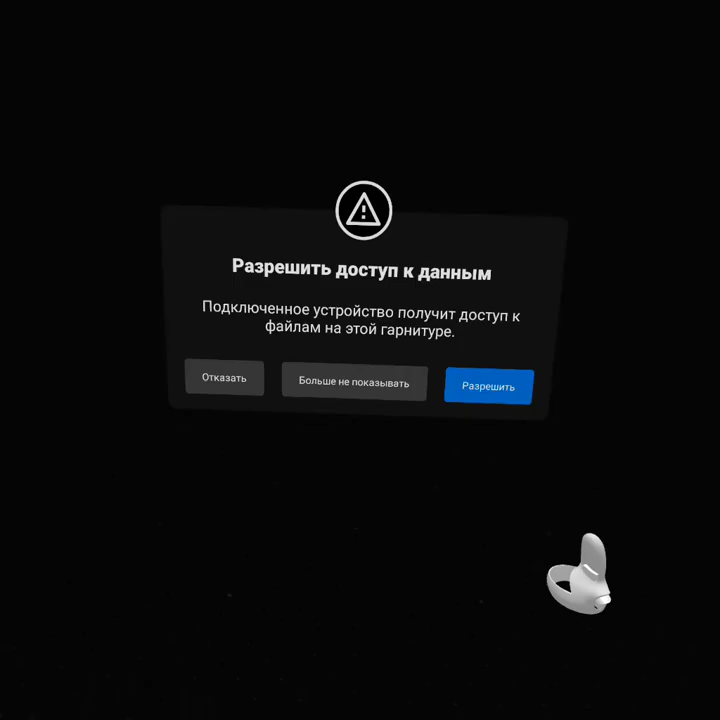 Разрешить доступ к данным
Подключенное устройство получит доступ к
файлам на этой гарнитуре.
Отказать
Больше не показывать
Разрешить